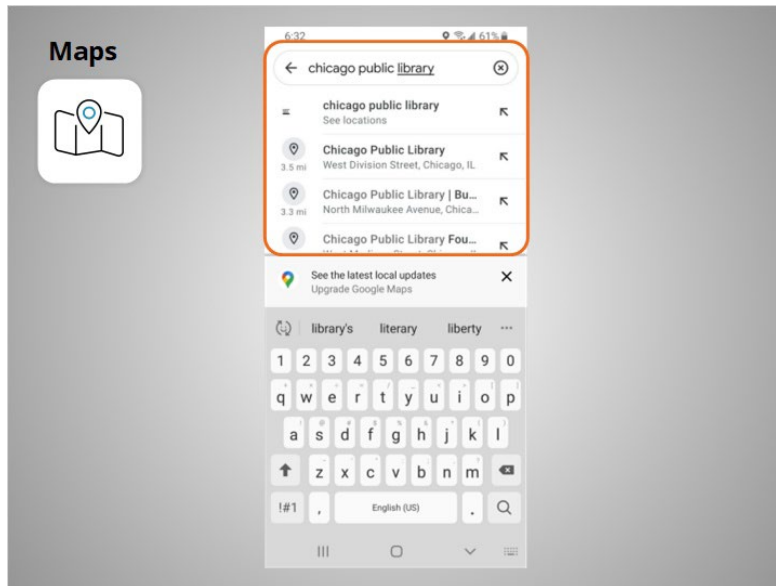 Maps
6:32
61%
chicago public library
chicago public library
See locations
Chicago Public Library
3.5 mi
West Division Street, Chicago, IL
Chicago Public Library | Bu...
3.3 mi
North Milwaukee Avenue, Chica...
Chicago Public Library Fou...
See the latest local updates
Upgrade Google Maps
library's literary liberty ...
1 2 3 4 5 6 7 8 9 0
q w e r t y u i o p
a s d f g h j k l
z x c v b n m
!#1 , English (US) .